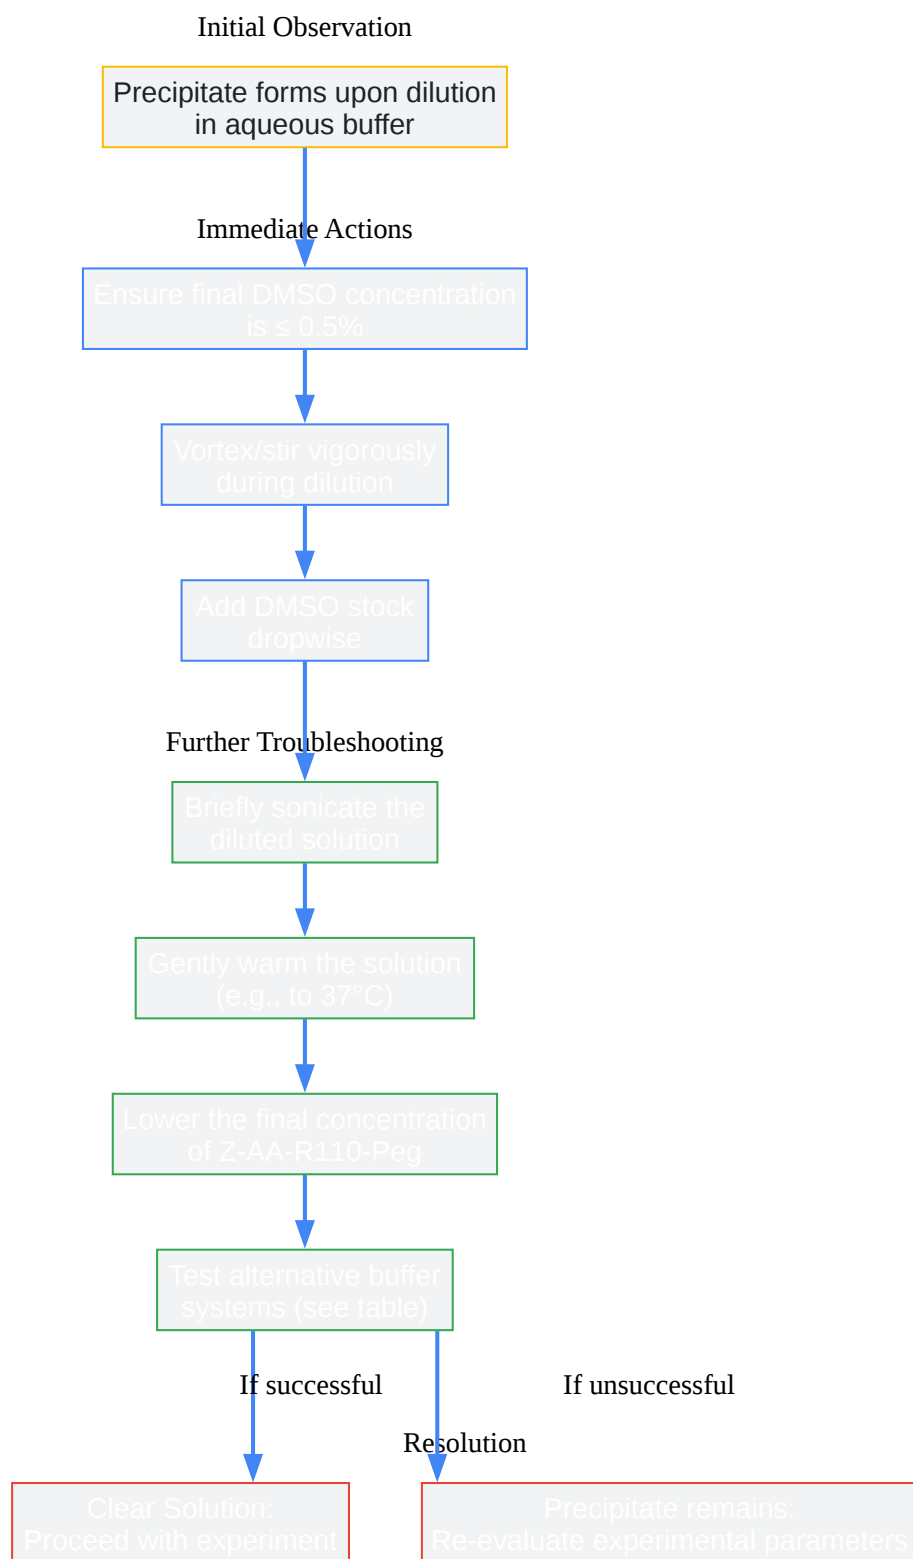 Initial Observation
Precipitate forms upon dilution
in aqueous buffer
Immediate Actions
Ensure final DMSO concentration
is ≤ 0.5%
Vortex/stir vigorously
during dilution
Add DMSO stock
dropwise
Further Troubleshooting
Briefly sonicate the
diluted solution
Gently warm the solution
(e.g., to 37°C)
Lower the final concentration
of Z-AA-R110-Peg
Test alternative buffer
systems (see table)
If successful
If unsuccessful
Resolution
Clear Solution:
Proceed with experiment
Precipitate remains:
Re-evaluate experimental parameters